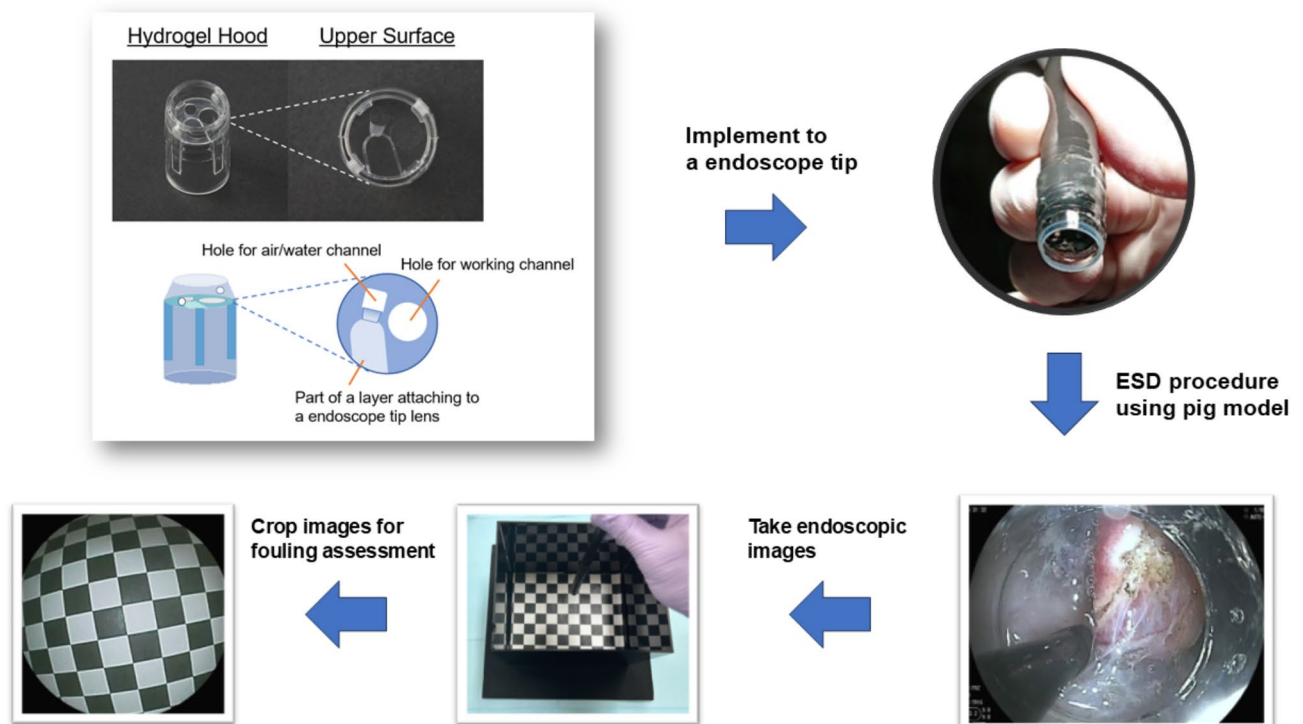 Hydrogel Hood
Upper Surface
Implement to
a endoscope tip
Hole for air/water channel
Hole for working channel
Part of a layer attaching to
a endoscope tip lens
ESD procedure
using pig model
Crop images for
fouling assessment
Take endoscopic
images